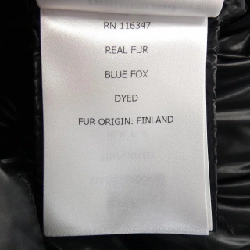 RN 116347
REAL FUR
BLUE FOX
DYED
FUR ORIGIN: FINLAND